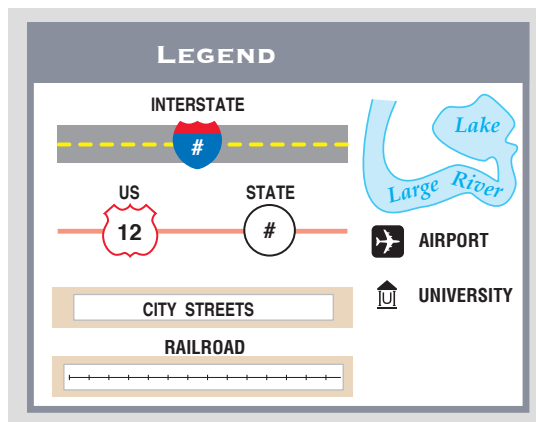 LEGEND
INTERSTATE
#
US
STATE
12
#
CITY STREETS
RAILROAD
Lake
Large River
AIRPORT
U
UNIVERSITY